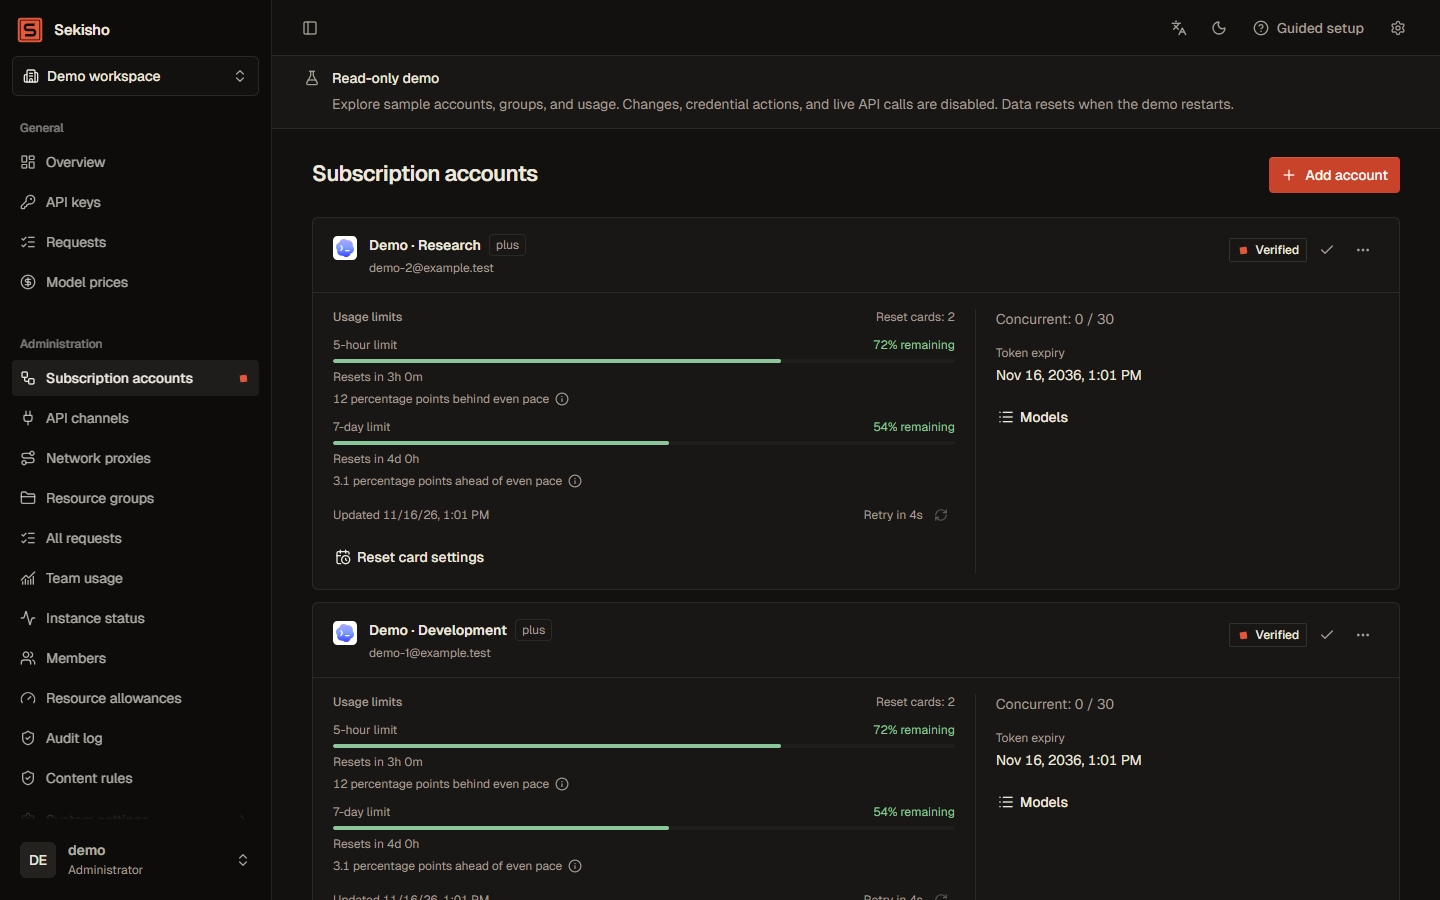 Sekisho
Demo workspace
General
Overview
API keys
Requests
Model prices
Administration
Subscription accounts
API channels
Network proxies
Resource groups
All requests
Team usage
Instance status
Members
Resource allowances
Audit log
Content rules
DE
demo
Administrator
Guided setup
Read-only demo
Explore sample accounts, groups, and usage. Changes, credential actions, and live API calls are disabled. Data resets when the demo restarts.
Subscription accounts
Add account
Demo · Research plus
demo-2@example.test
Verified
Usage limits Reset cards: 2
5-hour limit 72% remaining
Resets in 3h 0m
12 percentage points behind even pace
7-day limit 54% remaining
Resets in 4d 0h
3.1 percentage points ahead of even pace
Updated 11/16/26, 1:01 PM Retry in 4s
Reset card settings
Concurrent: 0 / 30
Token expiry
Nov 16, 2036, 1:01 PM
Models
Demo · Development plus
demo-1@example.test
Verified
Usage limits Reset cards: 2
5-hour limit 72% remaining
Resets in 3h 0m
12 percentage points behind even pace
7-day limit 54% remaining
Resets in 4d 0h
3.1 percentage points ahead of even pace
Updated 11/16/26, 1:01 PM Retry in 4s
Concurrent: 0 / 30
Token expiry
Nov 16, 2036, 1:01 PM
Models